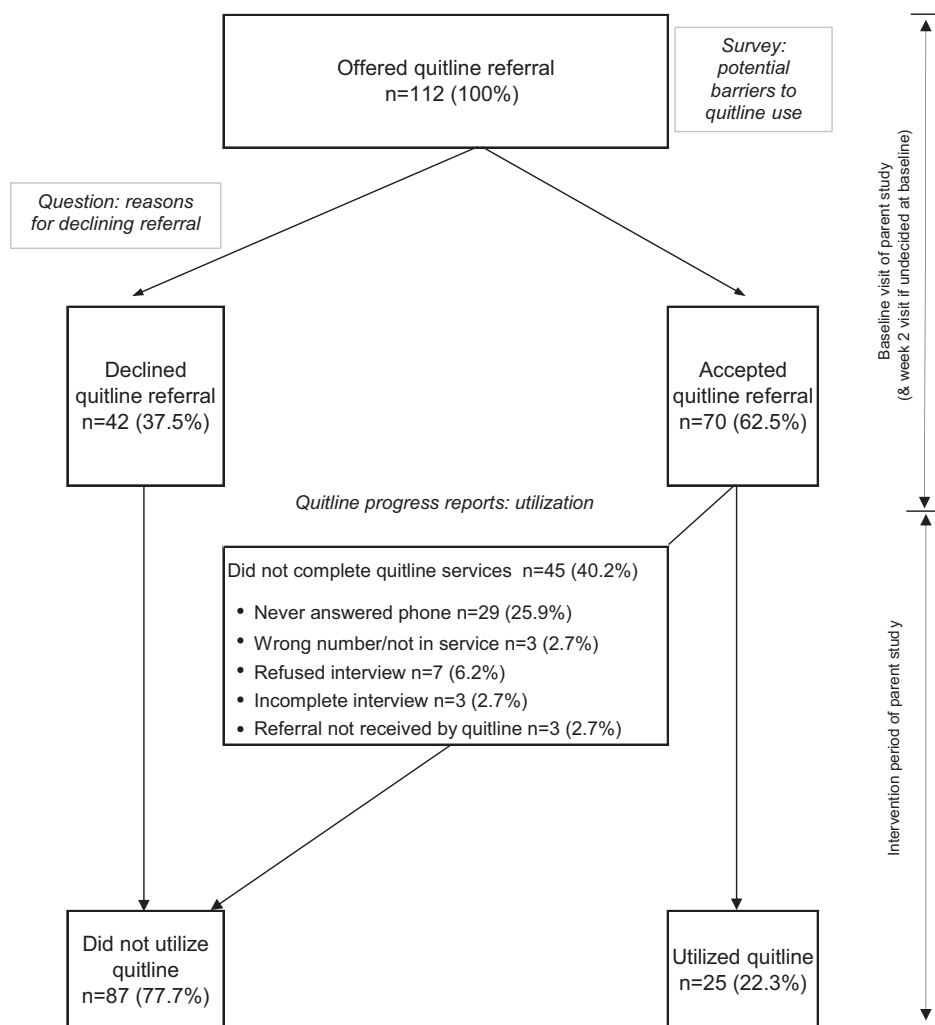 Offered quitline referral
n=112 (100%)
Survey:
potential
barriers to
quitline use
Question: reasons
for declining referral
Declined
quitline referral
n=42 (37.5%)
Accepted
quitline referral
n=70 (62.5%)
Baseline visit of parent study
(& week 2 visit if undecided at baseline)
Quitline progress reports: utilization
Did not complete quitline services n=45 (40.2%)
• Never answered phone n=29 (25.9%)
• Wrong number/not in service n=3 (2.7%)
• Refused interview n=7 (6.2%)
• Incomplete interview n=3 (2.7%)
• Referral not received by quitline n=3 (2.7%)
Intervention period of parent study
Did not utilize
quitline
n=87 (77.7%)
Utilized quitline
n=25 (22.3%)